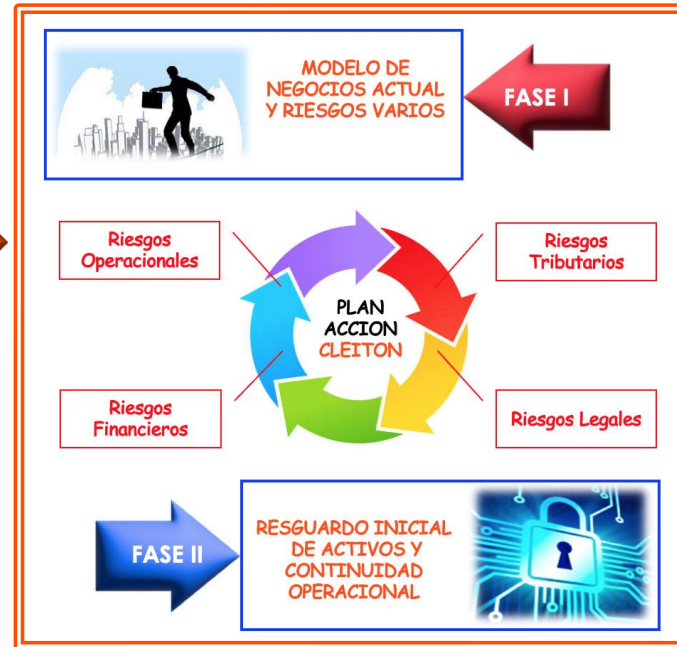 MODELO DE
NEGOCIOS ACTUAL
Y RIESGOS VARIOS
FASE I
Riesgos
Operacionales
Riesgos
Tributarios
PLAN
ACCION
CLEITON
Riesgos
Financieros
Riesgos Legales
FASE II
RESGUARDO INICIAL
DE ACTIVOS Y
CONTINUIDAD
OPERACIONAL